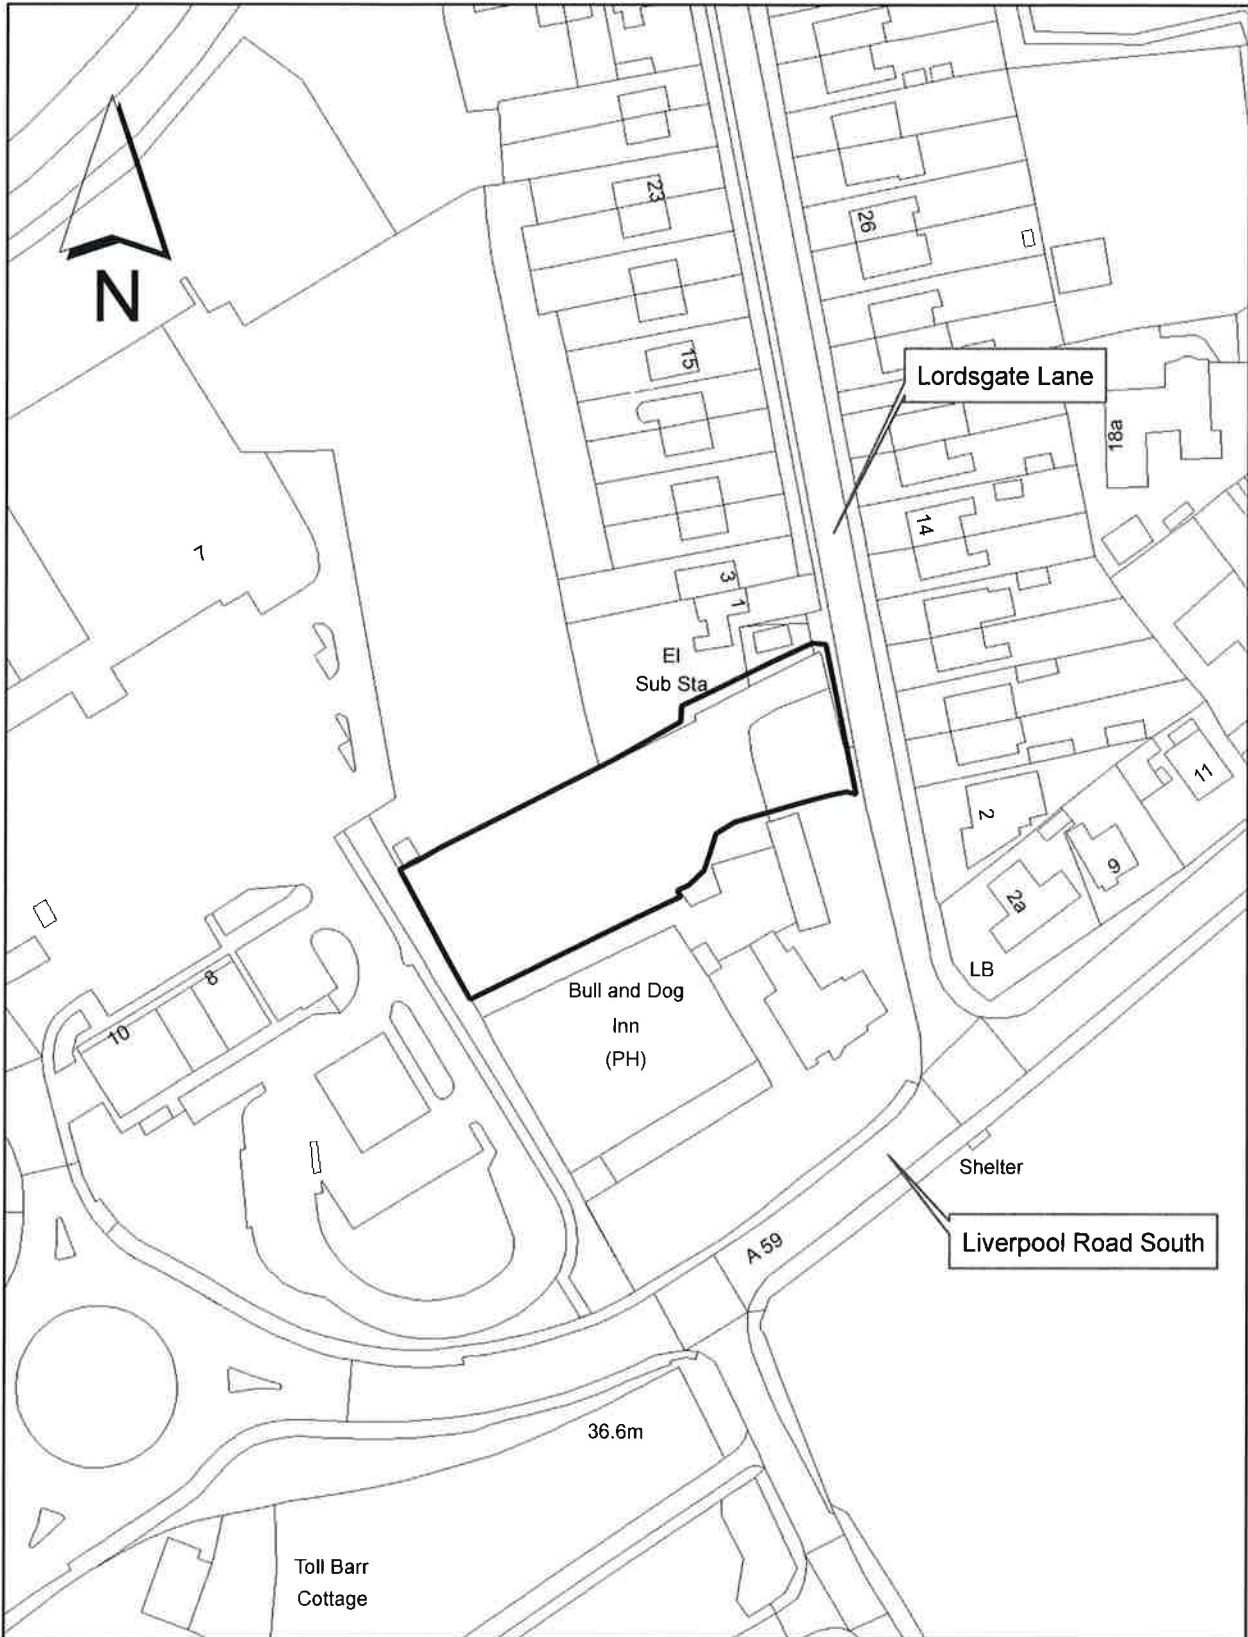 N
23
26
15
Lordsgate Lane
18a
14
7
3
1
El
Sub Sta
2
11
9
2a
LB
8
10
Bull and Dog
Inn
(PH)
Shelter
A 59
Liverpool Road South
36.6m
Toll Barr
Cottage